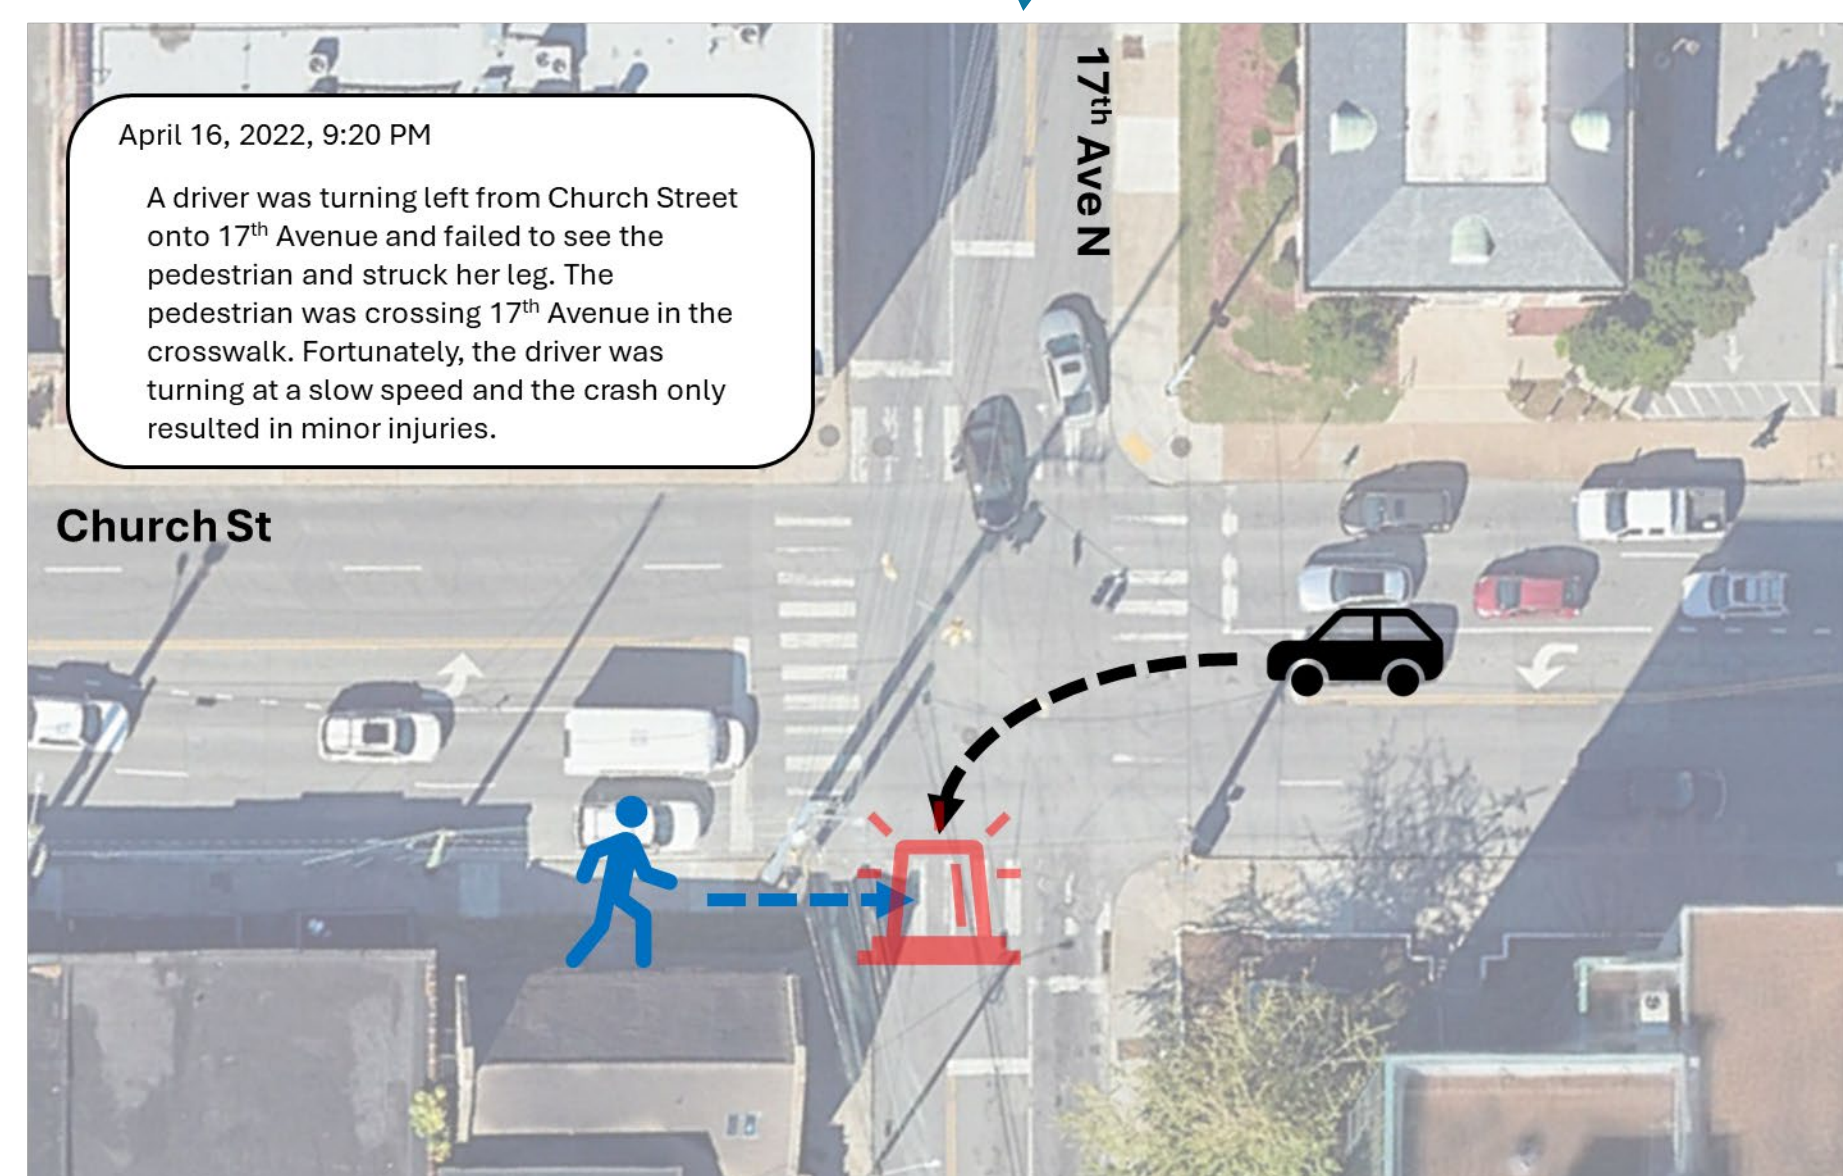 17th Ave N
April 16, 2022, 9:20 PM
A driver was turning left from Church Street
onto 17th Avenue and failed to see the
pedestrian and struck her leg. The
pedestrian was crossing 17th Avenue in the
crosswalk. Fortunately, the driver was
turning at a slow speed and the crash only
resulted in minor injuries.
Church St